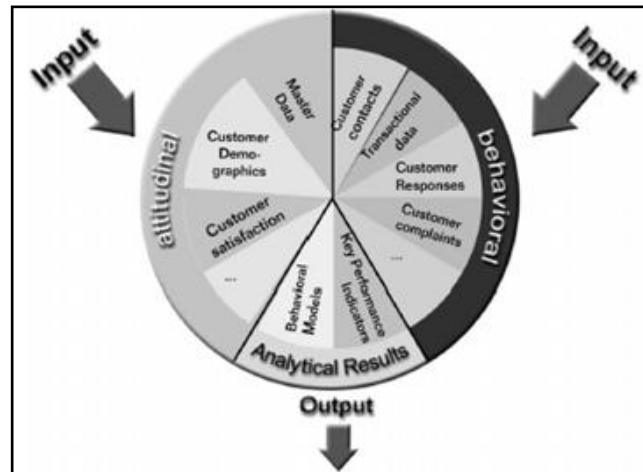 Input
Input
attitudinal
Master
Data
Customer
Demo-
graphics
Customer
satisfaction
...
Customer
contacts
Transactional
data
Customer
Responses
Customer
complaints
...
behavioral
Behavioral
Models
Key Performance
Indicators
Analytical Results
Output